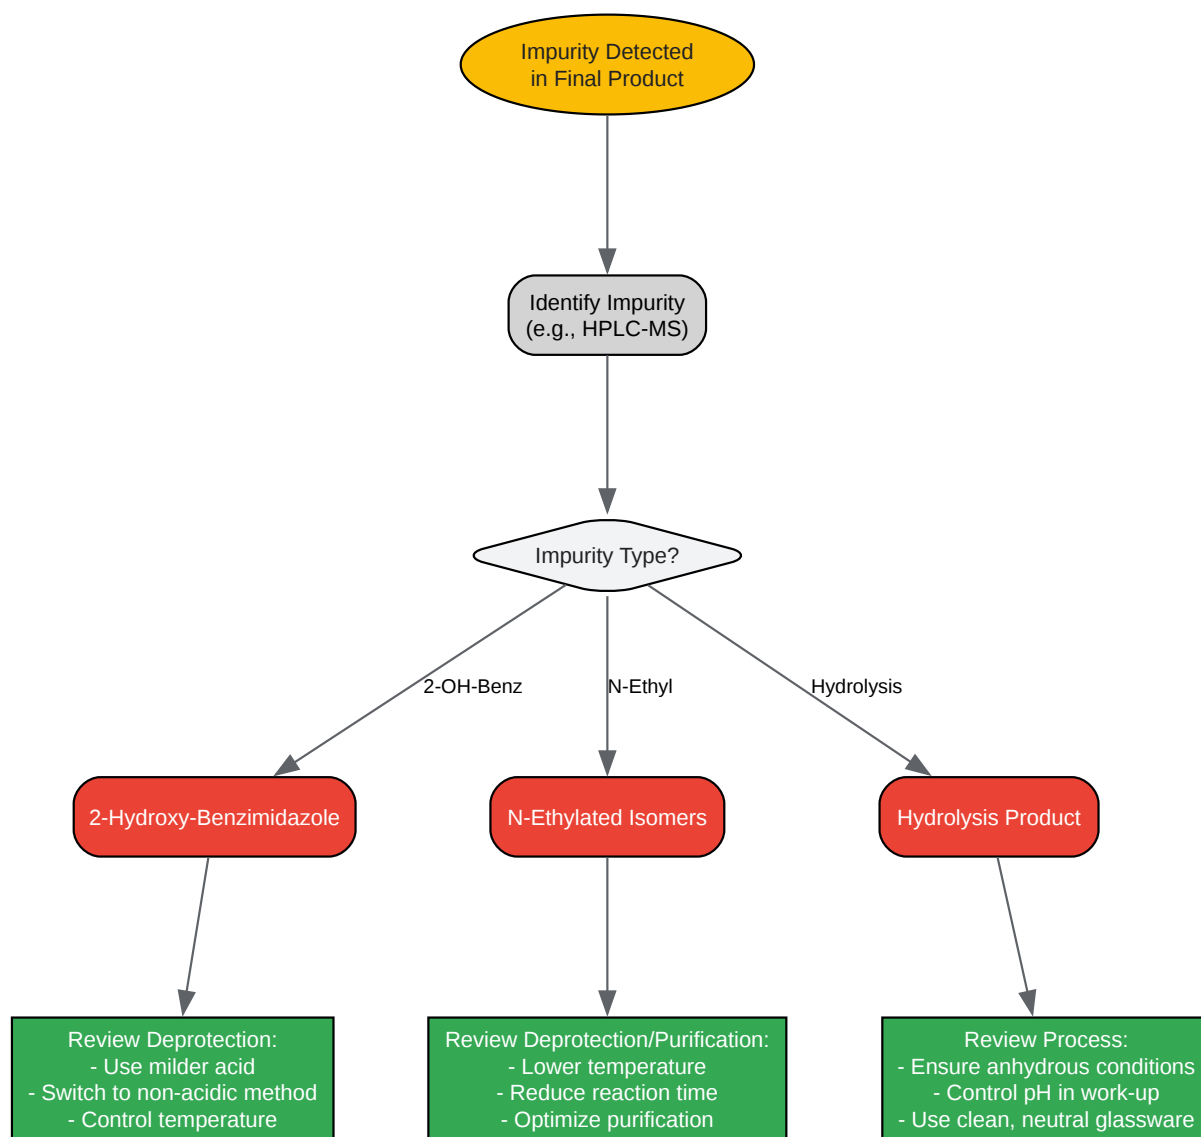 Impurity Detected
in Final Product
Identify Impurity
(e.g., HPLC-MS)
Impurity Type?
2-OH-Benz
N-Ethyl
Hydrolysis
2-Hydroxy-Benzimidazole
N-Ethylated Isomers
Hydrolysis Product
Review Deprotection:
- Use milder acid
- Switch to non-acidic method
- Control temperature
Review Deprotection/Purification:
- Lower temperature
- Reduce reaction time
- Optimize purification
Review Process:
- Ensure anhydrous conditions
- Control pH in work-up
- Use clean, neutral glassware